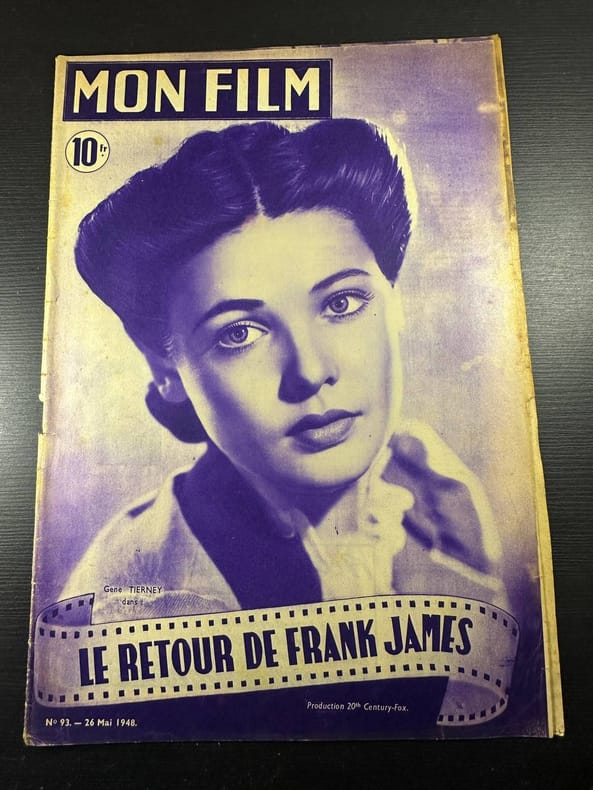 MON FILM
10 Fr.
Gene TIERNEY
dans :
LE RETOUR DE FRANK JAMES
Production 20th Century-Fox.
No 93. — 26 Mai 1948.